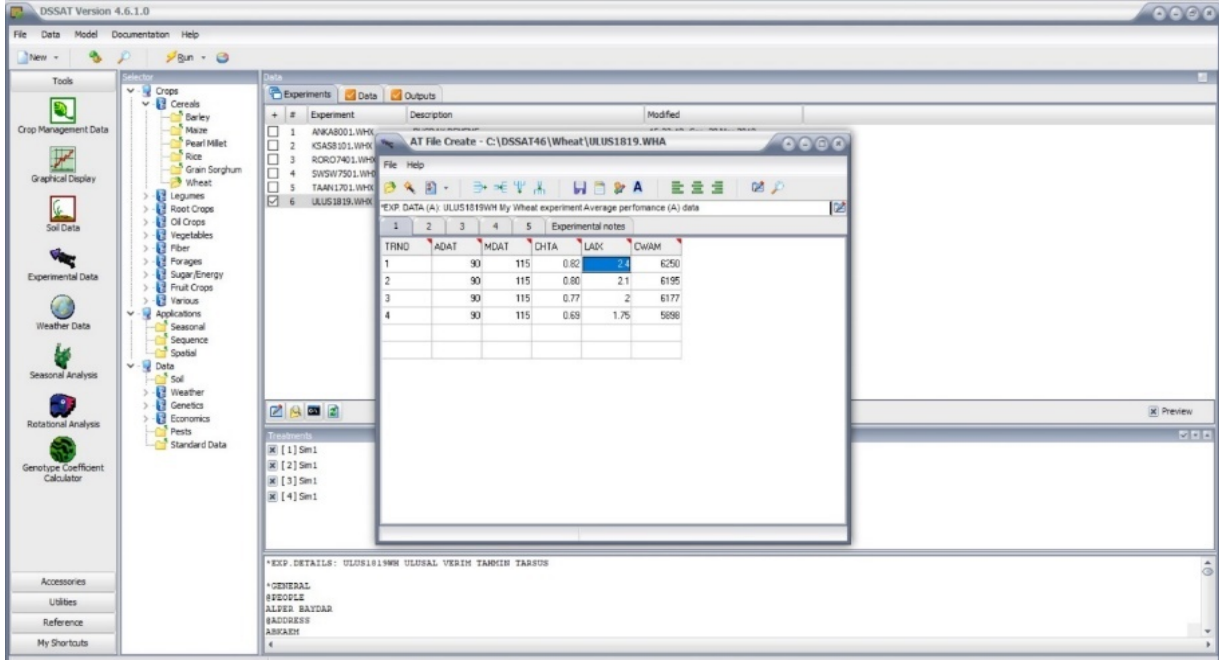 DSSAT Version 4.6.1.0
File Data Model Documentation Help
New Run
Tools
Crop Management Data
Graphical Display
Soil Data
Experimental Data
Weather Data
Seasonal Analysis
Rotational Analysis
Genotype Coefficient
Calculator
Accessories
Utilities
Reference
My Shortcuts
Selector
Crops
Cereals
Barley
Maize
Pearl Millet
Rice
Grain Sorghum
Wheat
Legumes
Root Crops
Oil Crops
Vegetables
Fiber
Forages
Sugar/Energy
Fruit Crops
Various
Applications
Seasonal
Sequence
Spatial
Data
Soil
Weather
Genetics
Economics
Pests
Standard Data
Data
Experiments Data Outputs
+ # Experiment Description Modified
1 ANKA8001.WHX
2 KSAS8101.WHX
3 RORO7401.WHX
4 SWSW7501.WHX
5 TAAN1701.WHX
6 ULUS1819.WHX
AT File Create - C:\DSSAT46\Wheat\ULUS1819.WHA
File Help
A
*EXP. DATA (A): ULUS1819WH My Wheat experiment Average perfomance (A) data
1 2 3 4 5 Experimental notes
TRNO ADAT MDAT CHTA LAIX CWAM
1 90 115 0.82 2.4 6250
2 90 115 0.80 2.1 6195
3 90 115 0.77 2 6177
4 90 115 0.69 1.75 5898
Preview
Treatments
[ 1 ] Sim1
[ 2 ] Sim1
[ 3 ] Sim1
[ 4 ] Sim1
*EXP.DETAILS: ULUS1819WH ULUSAL VERIM TAHMIN TARSUS
*GENERAL
@PEOPLE
ALPER BAYDAR
@ADDRESS
ABKAEM